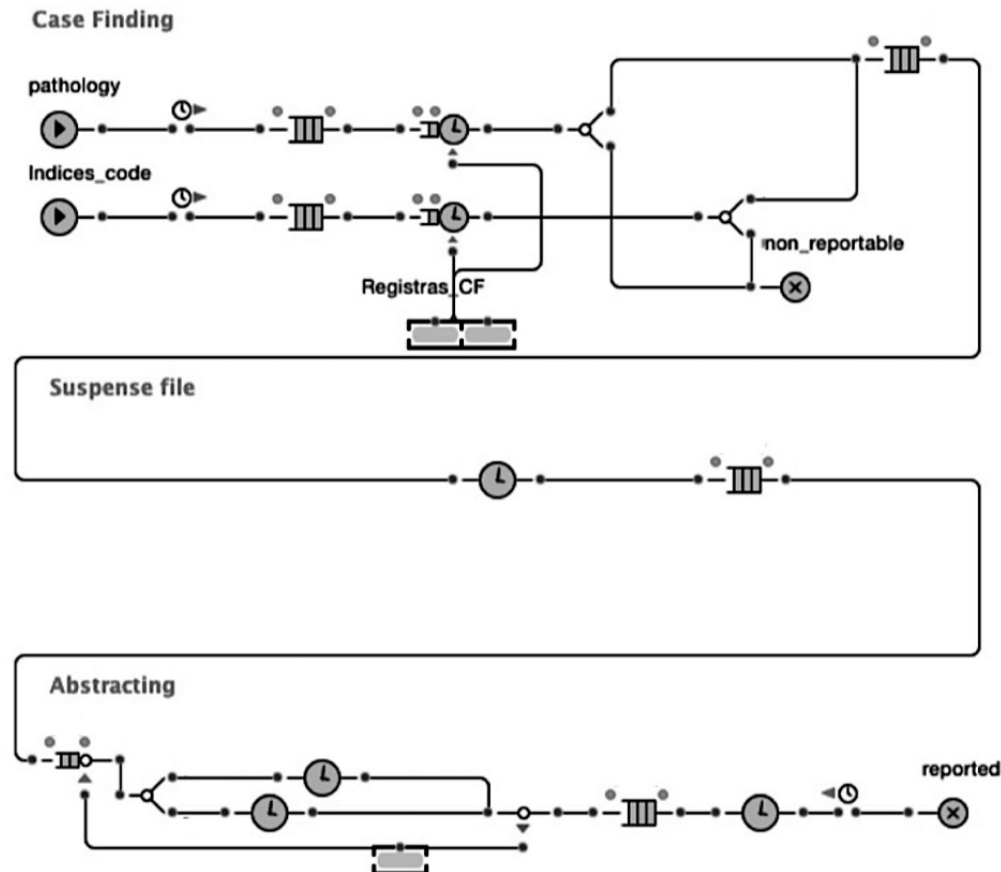 Case Finding
pathology
Indices_code
non_reportable
Registras_CF
Suspense file
Abstracting
reported